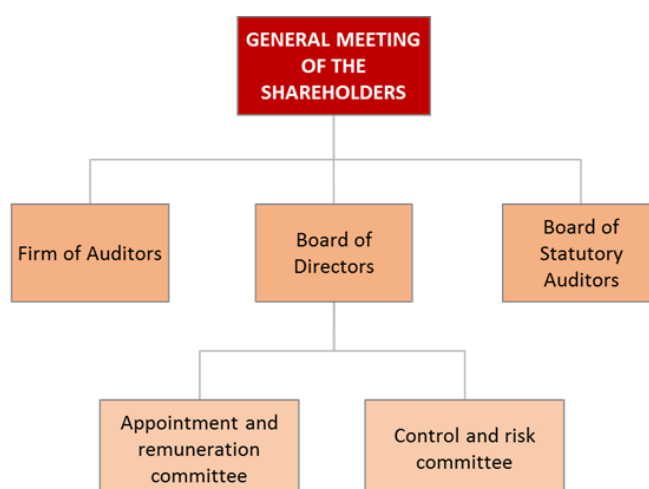 GENERAL MEETING
OF THE
SHAREHOLDERS
Firm of Auditors
Board of
Directors
Board of
Statutory
Auditors
Appointment and
remuneration
committee
Control and risk
committee